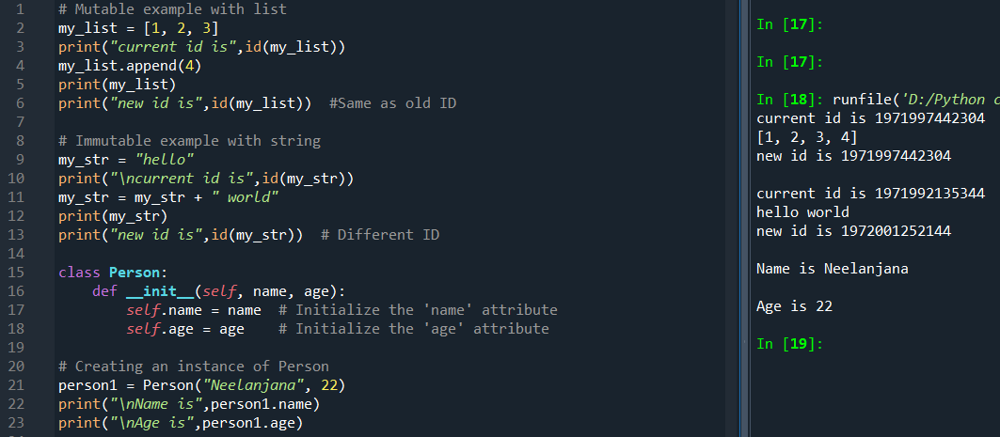 1 # Mutable example with list
2 my_list = [1, 2, 3]
3 print("current id is",id(my_list))
4 my_list.append(4)
5 print(my_list)
6 print("new id is",id(my_list))  #Same as old ID
7
8 # Immutable example with string
9 my_str = "hello"
10 print("\ncurrent id is",id(my_str))
11 my_str = my_str + " world"
12 print(my_str)
13 print("new id is",id(my_str))  # Different ID
14
15 class Person:
16     def __init__(self, name, age):
17         self.name = name  # Initialize the 'name' attribute
18         self.age = age    # Initialize the 'age' attribute
19
20 # Creating an instance of Person
21 person1 = Person("Neelanjana", 22)
22 print("\nName is",person1.name)
23 print("\nAge is",person1.age)
In [17]:
In [17]:
In [18]: runfile('D:/Python c
current id is 1971997442304
[1, 2, 3, 4]
new id is 1971997442304
current id is 1971992135344
hello world
new id is 1972001252144
Name is Neelanjana
Age is 22
In [19]: